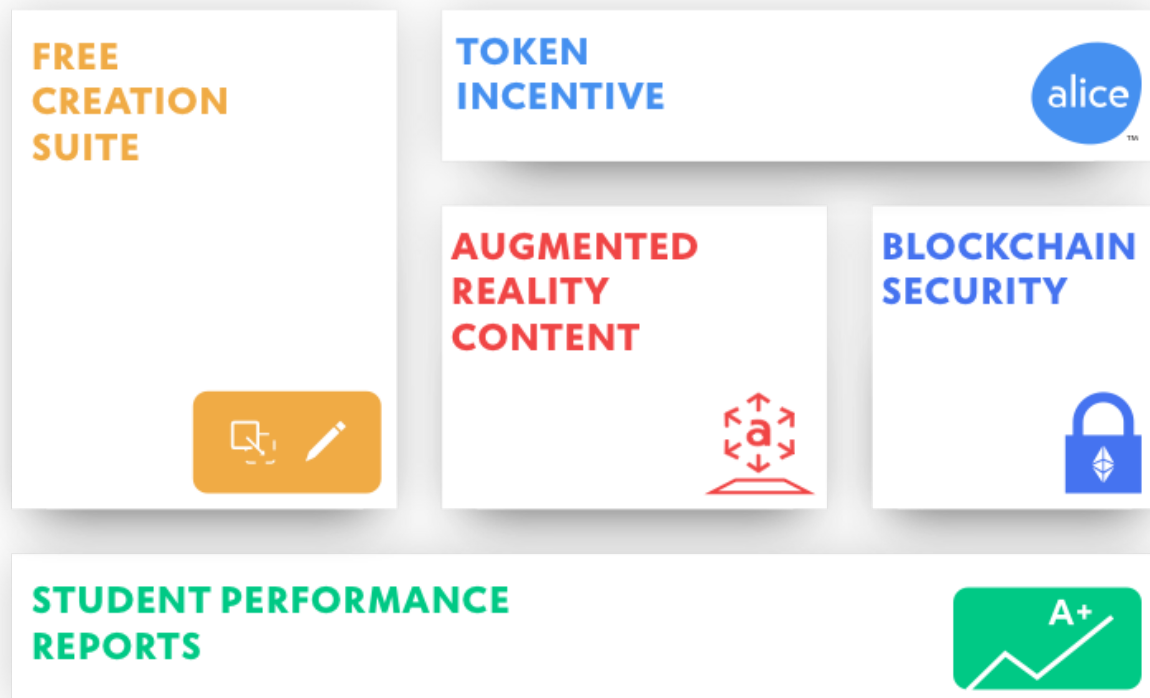 FREE
CREATION
SUITE
TOKEN
INCENTIVE
alice
TM
AUGMENTED
REALITY
CONTENT
a
BLOCKCHAIN
SECURITY
STUDENT PERFORMANCE
REPORTS
A+